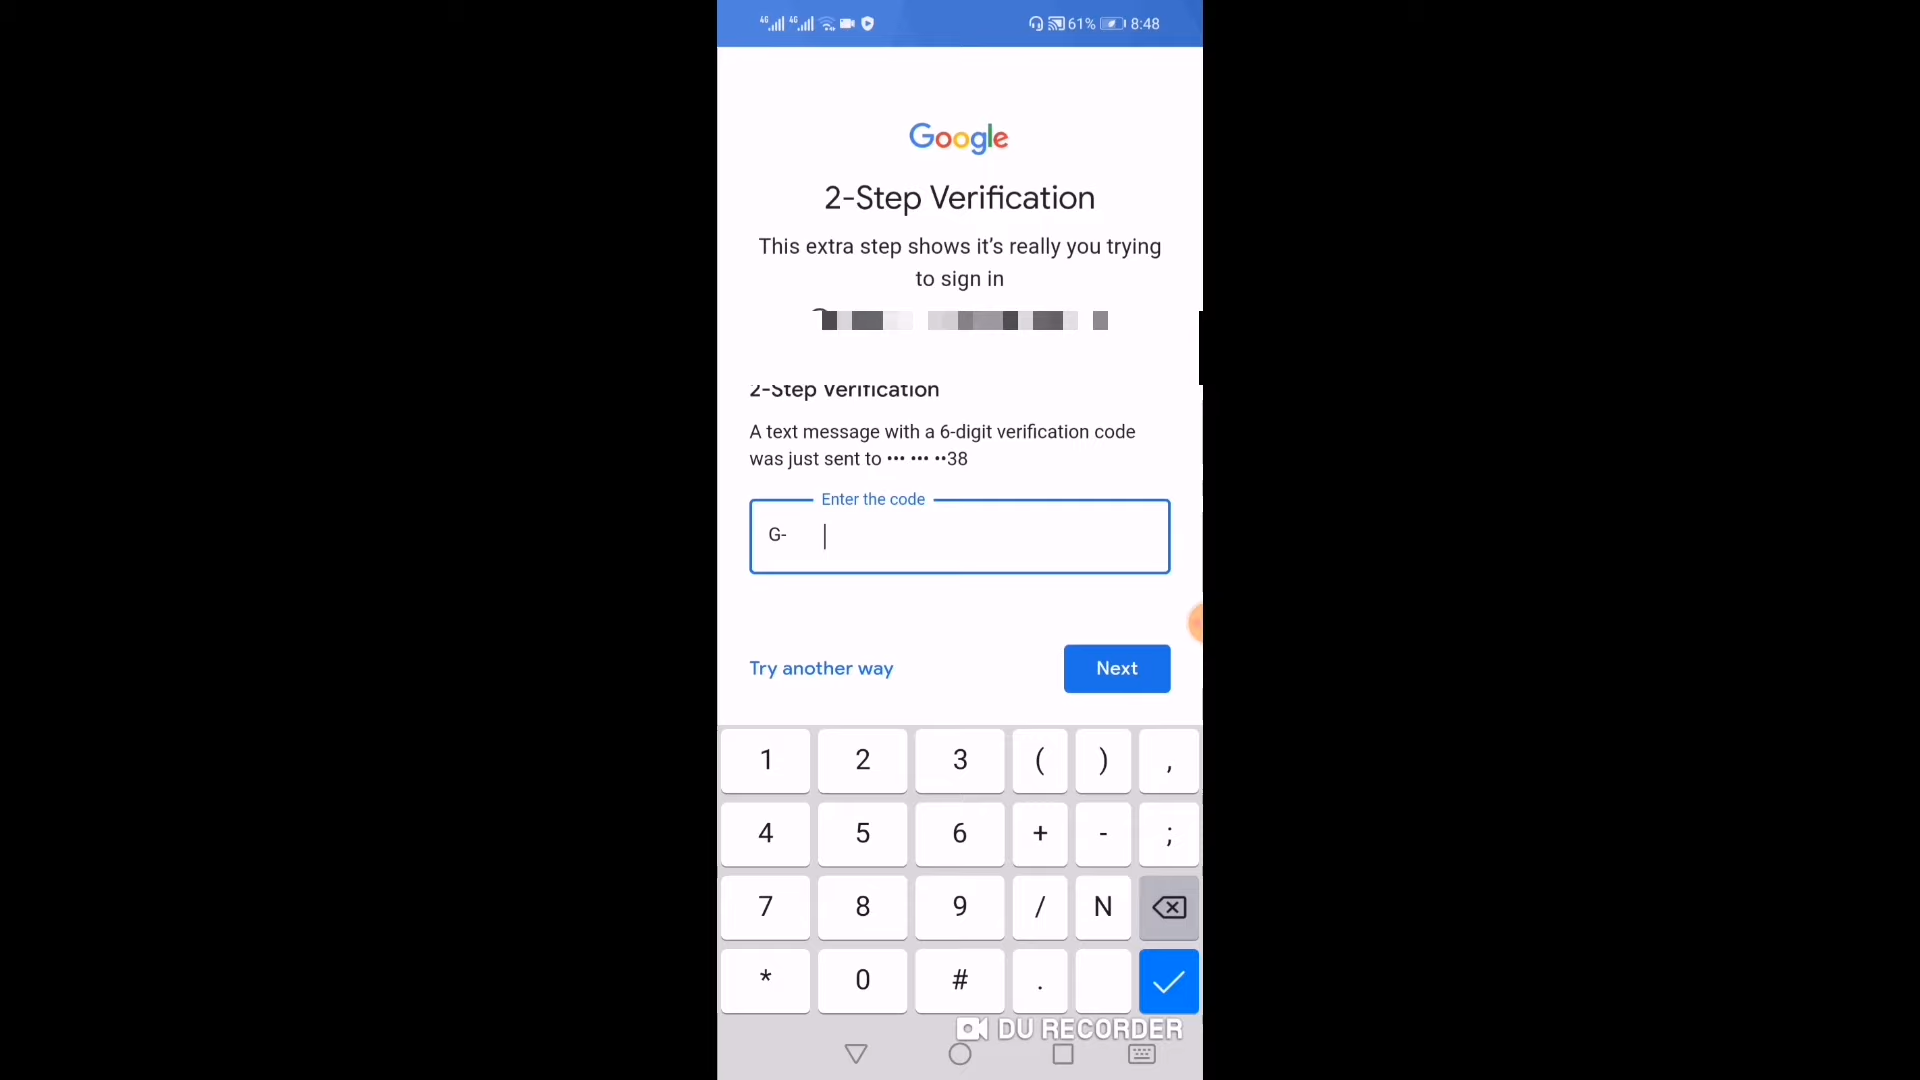 4G 4G 61% 8:48
Google
2-Step Verification
This extra step shows it's really you trying
to sign in
2-Step Verification
A text message with a 6-digit verification code
was just sent to ••• ••• ••38
Enter the code
G-
Try another way Next
1 2 3 ( ) ,
4 5 6 + - ;
7 8 9 / N
* 0 # .
DU RECORDER